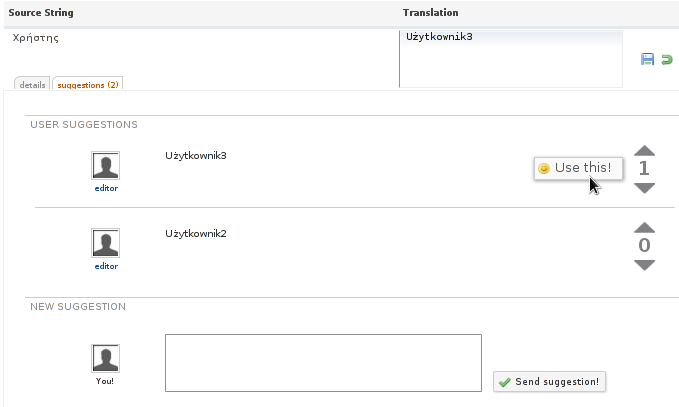 Source String Translation
Χρήστης Użytkownik3
details suggestions (2)
USER SUGGESTIONS
Użytkownik3 Use this! 1
editor
Użytkownik2 0
editor
NEW SUGGESTION
You! Send suggestion!